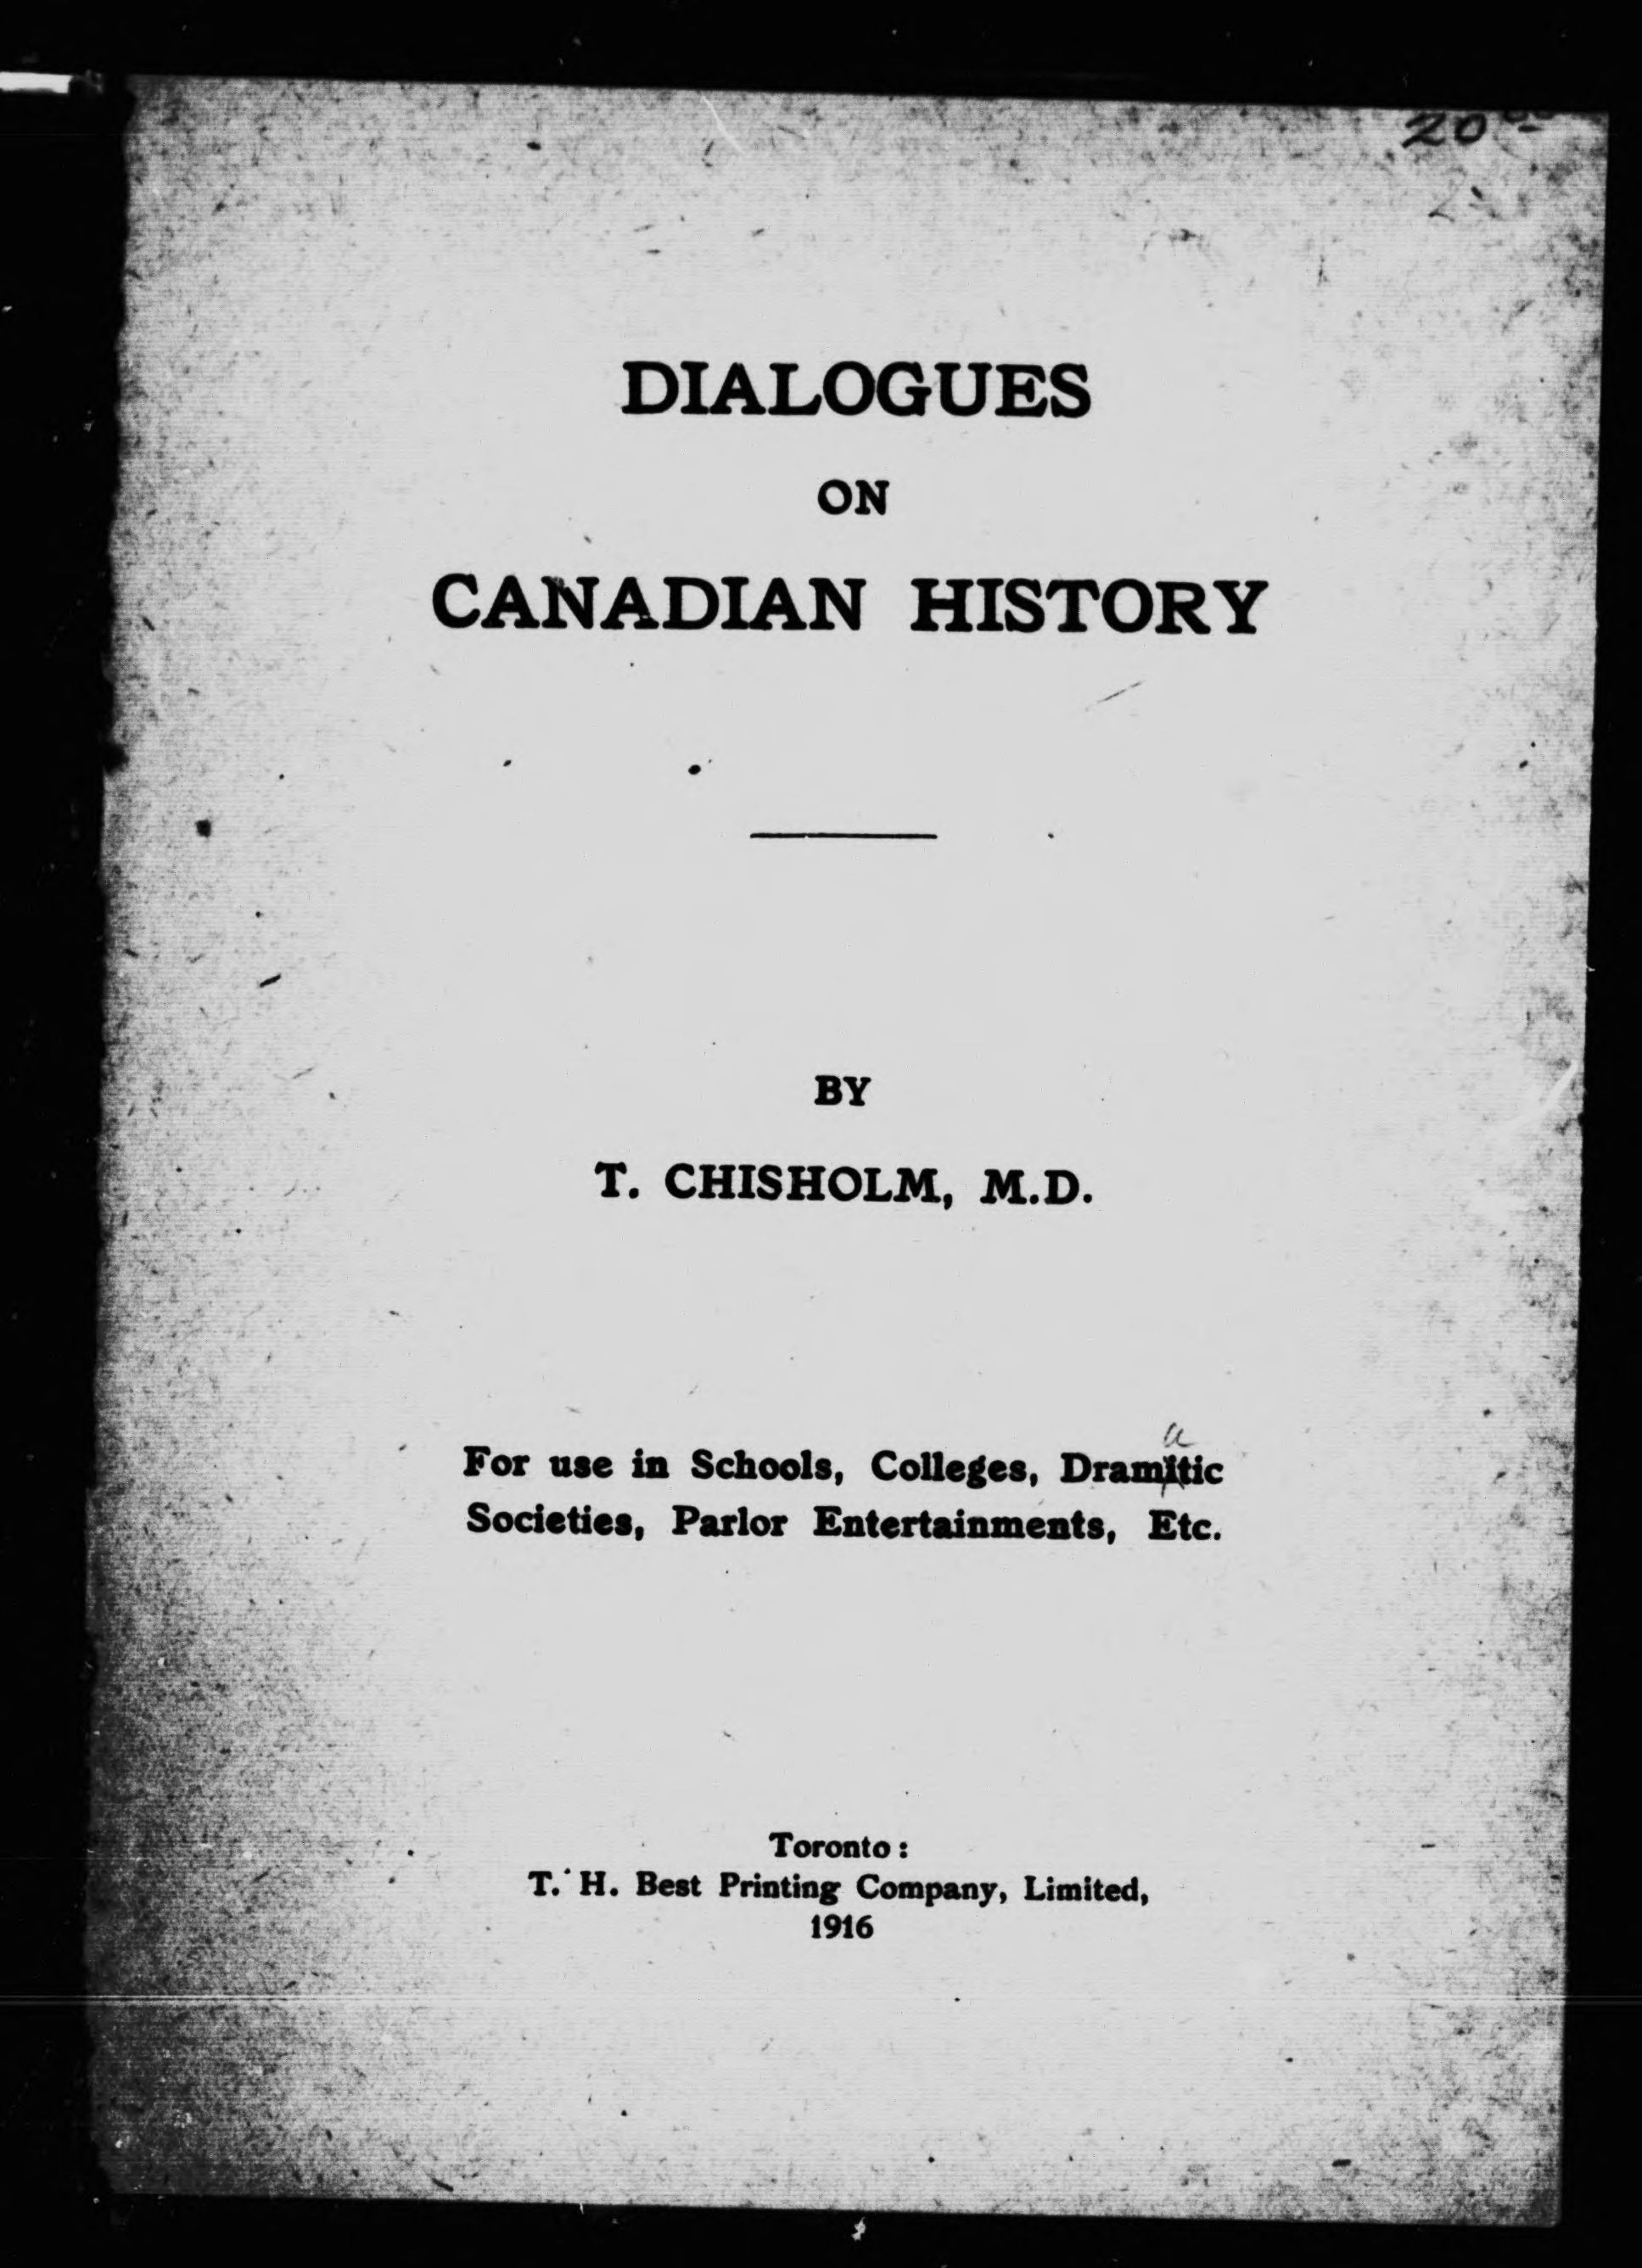 20
DIALOGUES
ON
CANADIAN HISTORY
BY
T. CHISHOLM, M.D.
a
For use in Schools, Colleges, Dramitic
Societies, Parlor Entertainments, Etc.
Toronto:
T. H. Best Printing Company, Limited,
1916